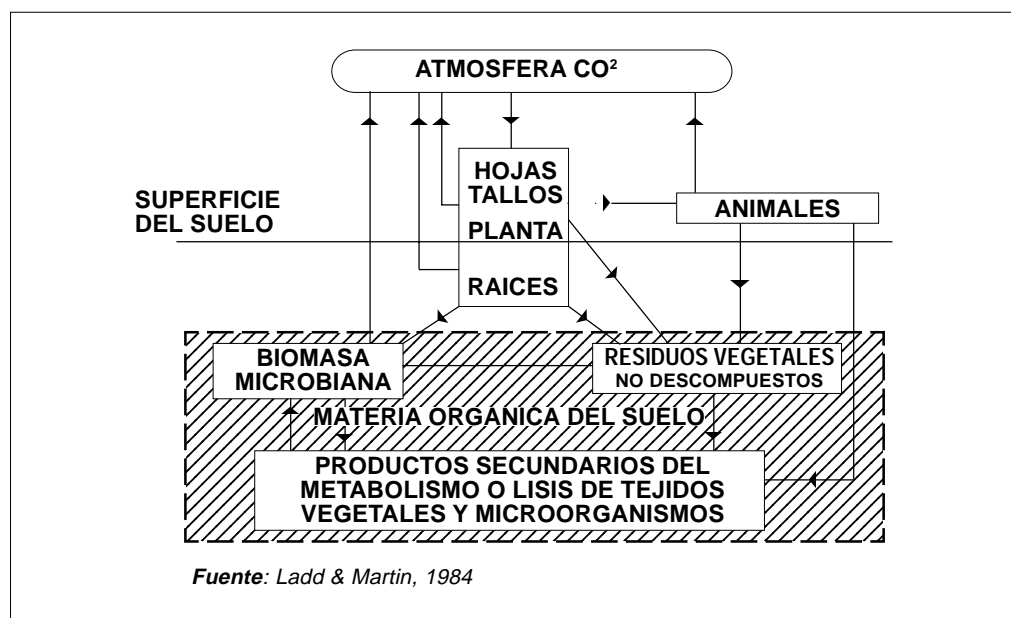 ATMOSFERA CO²
HOJAS
TALLOS
PLANTA
RAICES
SUPERFICIE
DEL SUELO
ANIMALES
BIOMASA
MICROBIANA
RESIDUOS VEGETALES
NO DESCOMPUESTOS
MATERIA ORGANICA DEL SUELO
PRODUCTOS SECUNDARIOS DEL
METABOLISMO O LISIS DE TEJIDOS
VEGETALES Y MICROORGANISMOS
Fuente: Ladd & Martin, 1984